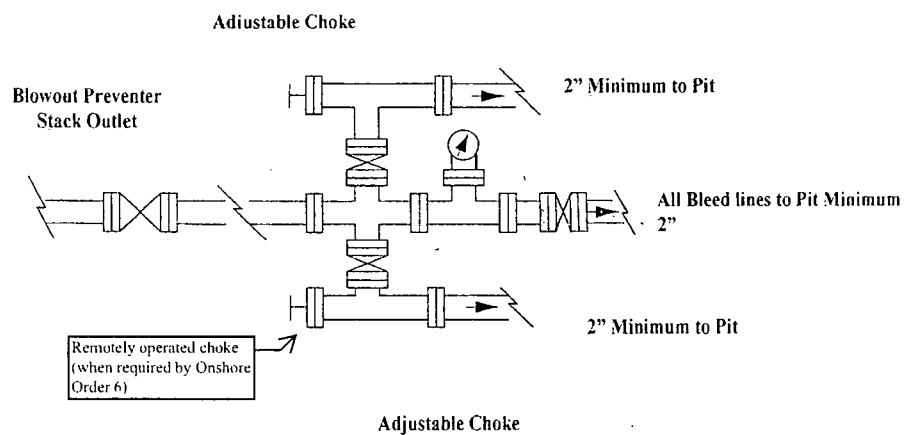 Adjustable Choke
Blowout Preventer
Stack Outlet
2” Minimum to Pit
All Bleed lines to Pit Minimum
2”
2” Minimum to Pit
Remotely operated choke
(when required by Onshore
Order 6)
Adjustable Choke